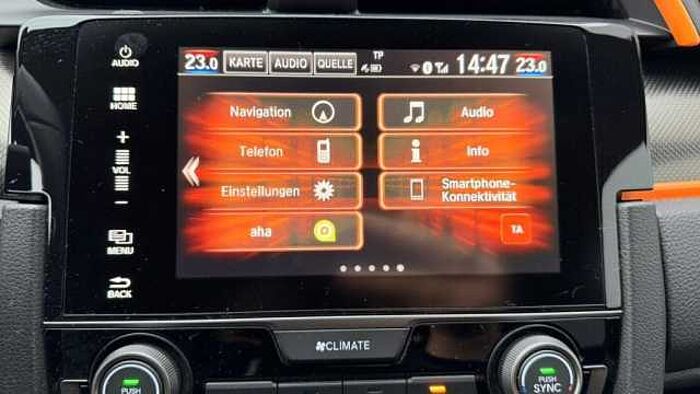 AUDIO
HOME
+
VOL
−
MENU
BACK
23.0 KARTE AUDIO QUELLE TP 14:47 23.0
Navigation
Audio
Telefon
Info
Einstellungen
Smartphone-
Konnektivität
aha
TA
CLIMATE
PUSH
PUSH
SYNC